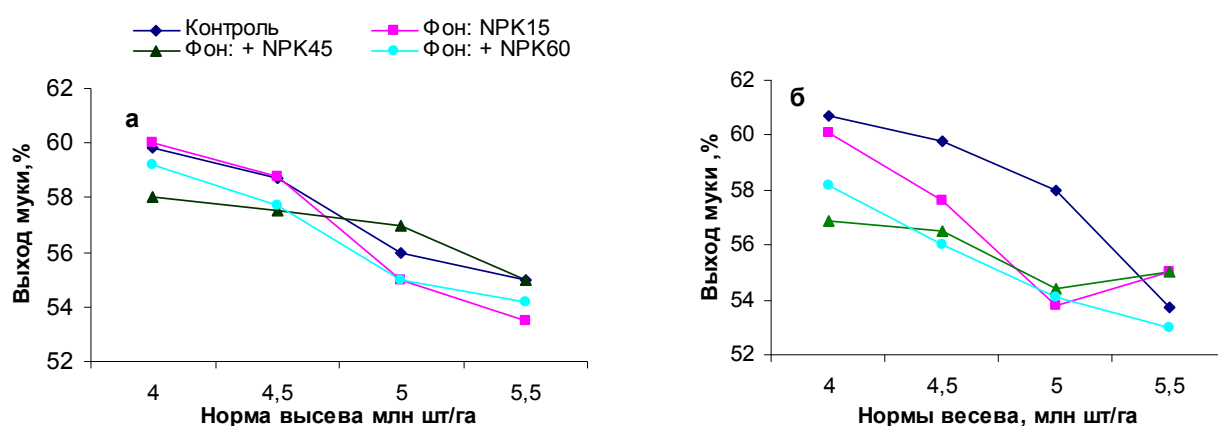 Контроль
Фон: NPK15
Фон: + NPK45
Фон: + NPK60
62
60
58
56
54
52
Выход муки,%
а
4 4,5 5 5,5
Норма высева млн шт/га
62
60
58
56
54
52
Выход муки ,%
б
4 4,5 5 5,5
Нормы весева, млн шт/га